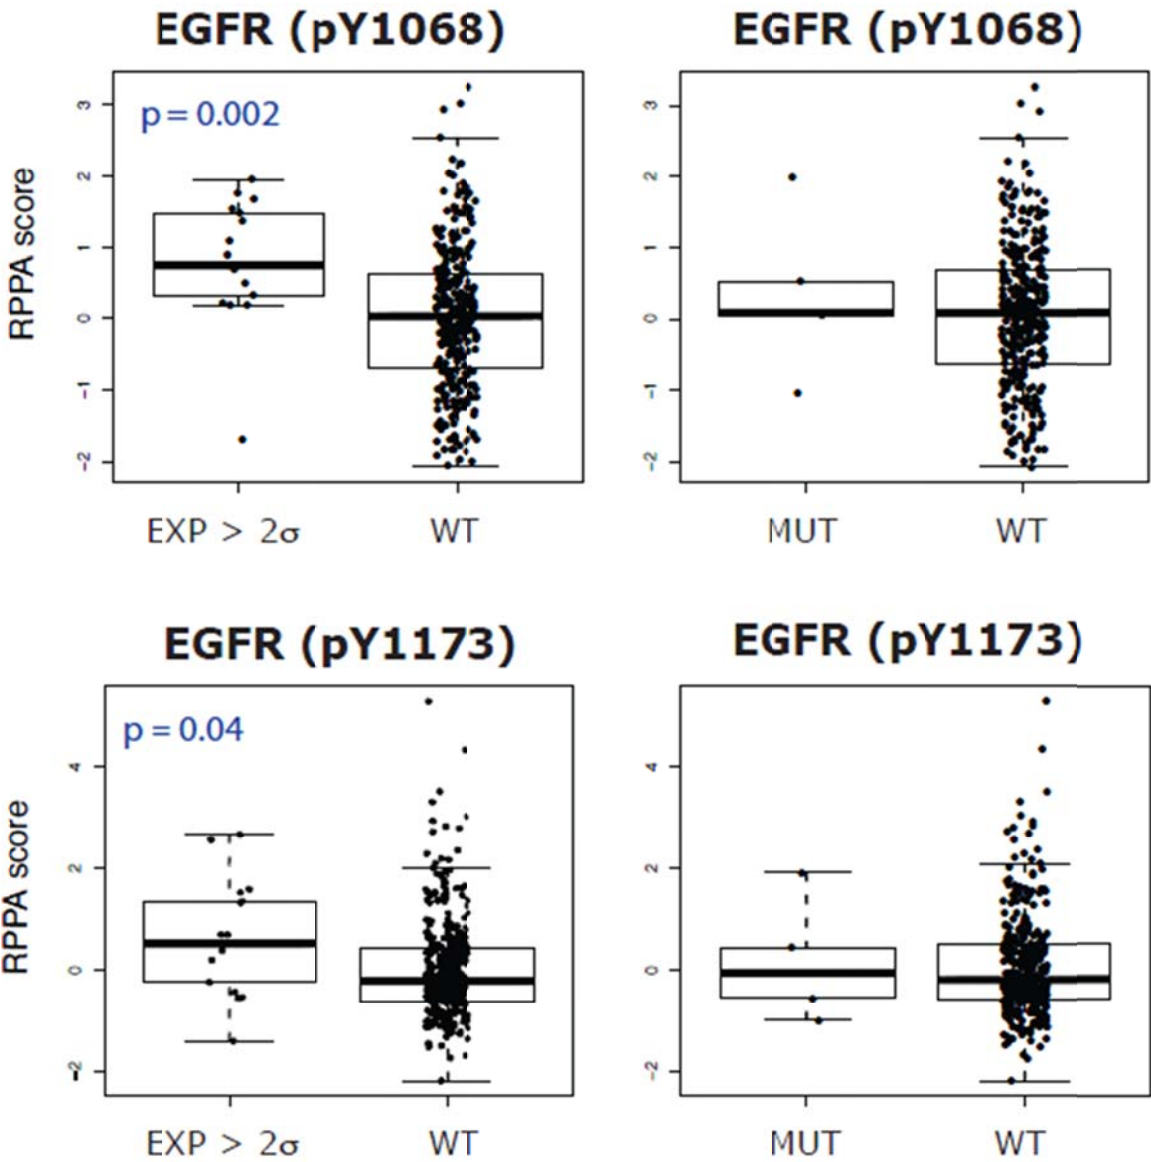 EGFR (pY1068)
EGFR (pY1068)
p = 0.002
RPPA score
3
2
1
0
-1
-2
3
2
1
0
-1
-2
EXP > 2σ
WT
MUT
WT
EGFR (pY1173)
EGFR (pY1173)
p = 0.04
RPPA score
4
2
0
-2
4
2
0
-2
EXP > 2σ
WT
MUT
WT